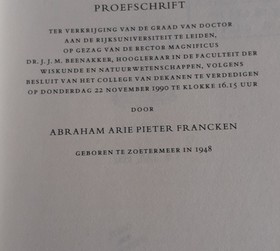 PROEFSCHRIFT
TER VERKRIJGING VAN DE GRAAD VAN DOCTOR
AAN DE RIJKSUNIVERSITEIT TE LEIDEN,
OP GEZAG VAN DE RECTOR MAGNIFICUS
DR. J. J. M. BEENAKKER, HOOGLERAAR IN DE FACULTEIT DER
WISKUNDE EN NATUURWETENSCHAPPEN, VOLGENS
BESLUIT VAN HET COLLEGE VAN DEKANEN TE VERDEDIGEN
OP DONDERDAG 22 NOVEMBER 1990 TE KLOKKE 16.15 UUR
DOOR
ABRAHAM ARIE PIETER FRANCKEN
GEBOREN TE ZOETERMEER IN 1948